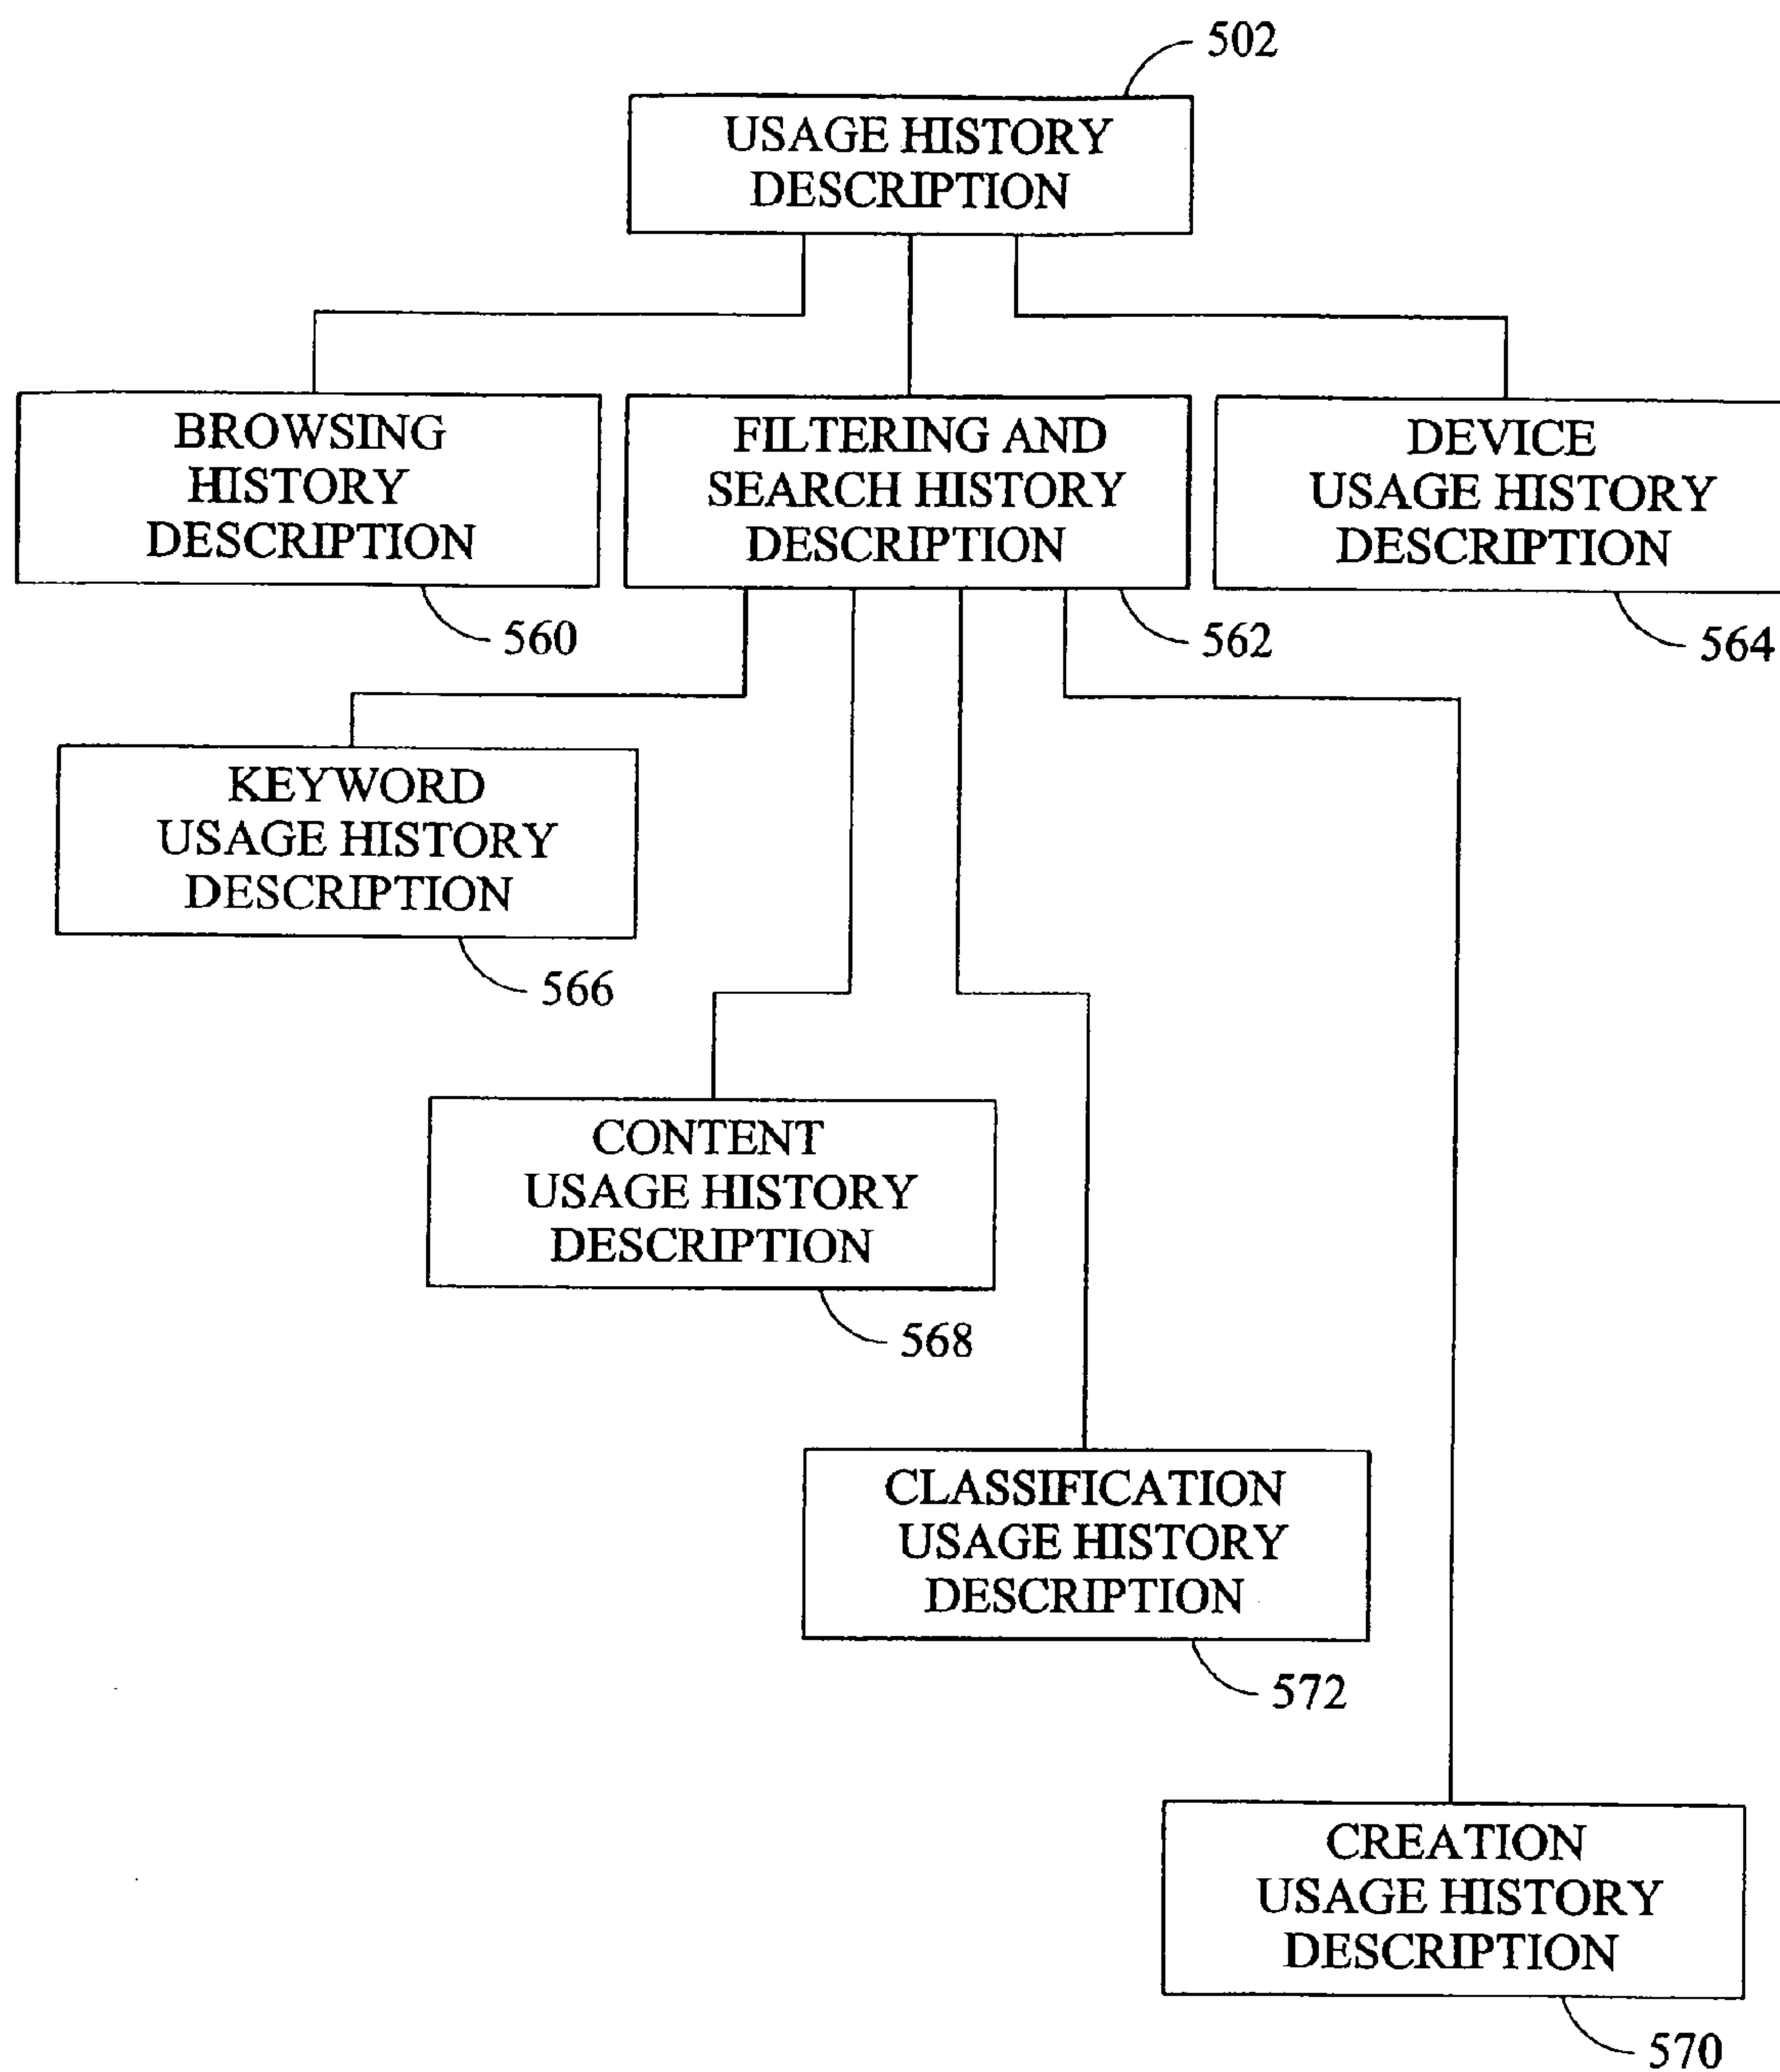 502
USAGE HISTORY
DESCRIPTION
BROWSING
HISTORY
DESCRIPTION
560
FILTERING AND
SEARCH HISTORY
DESCRIPTION
562
DEVICE
USAGE HISTORY
DESCRIPTION
564
KEYWORD
USAGE HISTORY
DESCRIPTION
566
CONTENT
USAGE HISTORY
DESCRIPTION
568
CLASSIFICATION
USAGE HISTORY
DESCRIPTION
572
CREATION
USAGE HISTORY
DESCRIPTION
570